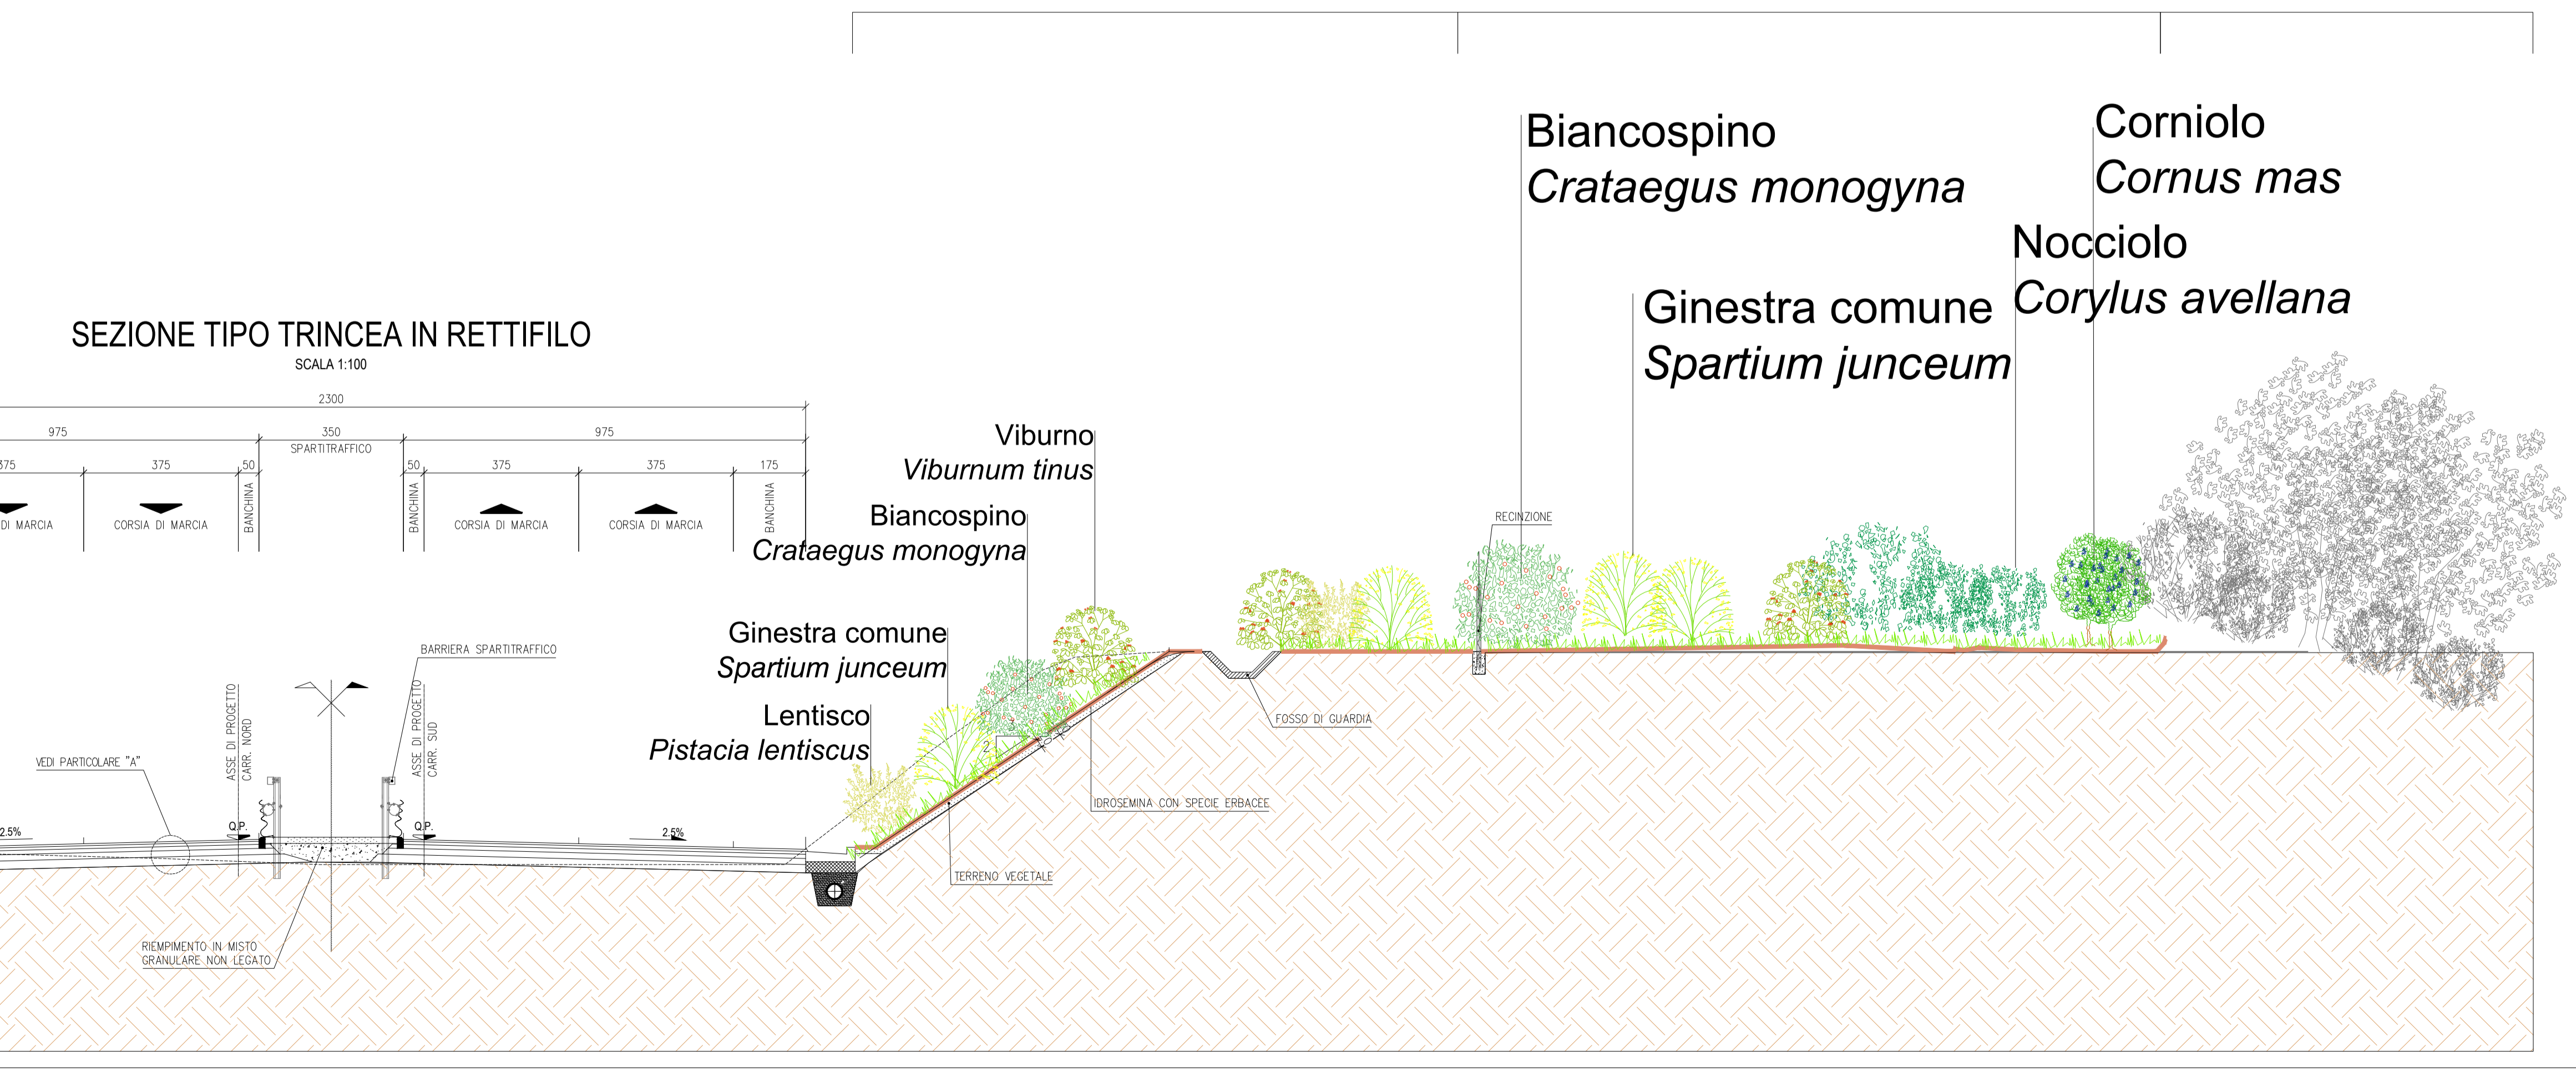 Biancospino
Crataegus monogyna
Corniolo
Cornus mas
Nocciolo
Corylus avellana
Ginestra comune
Spartium junceum
SEZIONE TIPO TRINCEA IN RETTIFILO
SCALA 1:100
2300
975
350
975
SPARTITRAFFICO
375
375
50
50
375
375
175
DI MARCIA
CORSIA DI MARCIA
BANCHINA
BANCHINA
CORSIA DI MARCIA
CORSIA DI MARCIA
BANCHINA
Viburno
Viburnum tinus
Biancospino
Crataegus monogyna
RECINZIONE
Ginestra comune
Spartium junceum
BARRIERA SPARTITRAFFICO
Lentisco
Pistacia lentiscus
ASSE DI PROGETTO
CARR. NORD
ASSE DI PROGETTO
CARR. SUD
3
2
FOSSO DI GUARDIA
VEDI PARTICOLARE "A"
IDROSEMINA CON SPECIE ERBACEE
2.5%
Q.P.
Q.P.
2.5%
TERRENO VEGETALE
RIEMPIMENTO IN MISTO
GRANULARE NON LEGATO